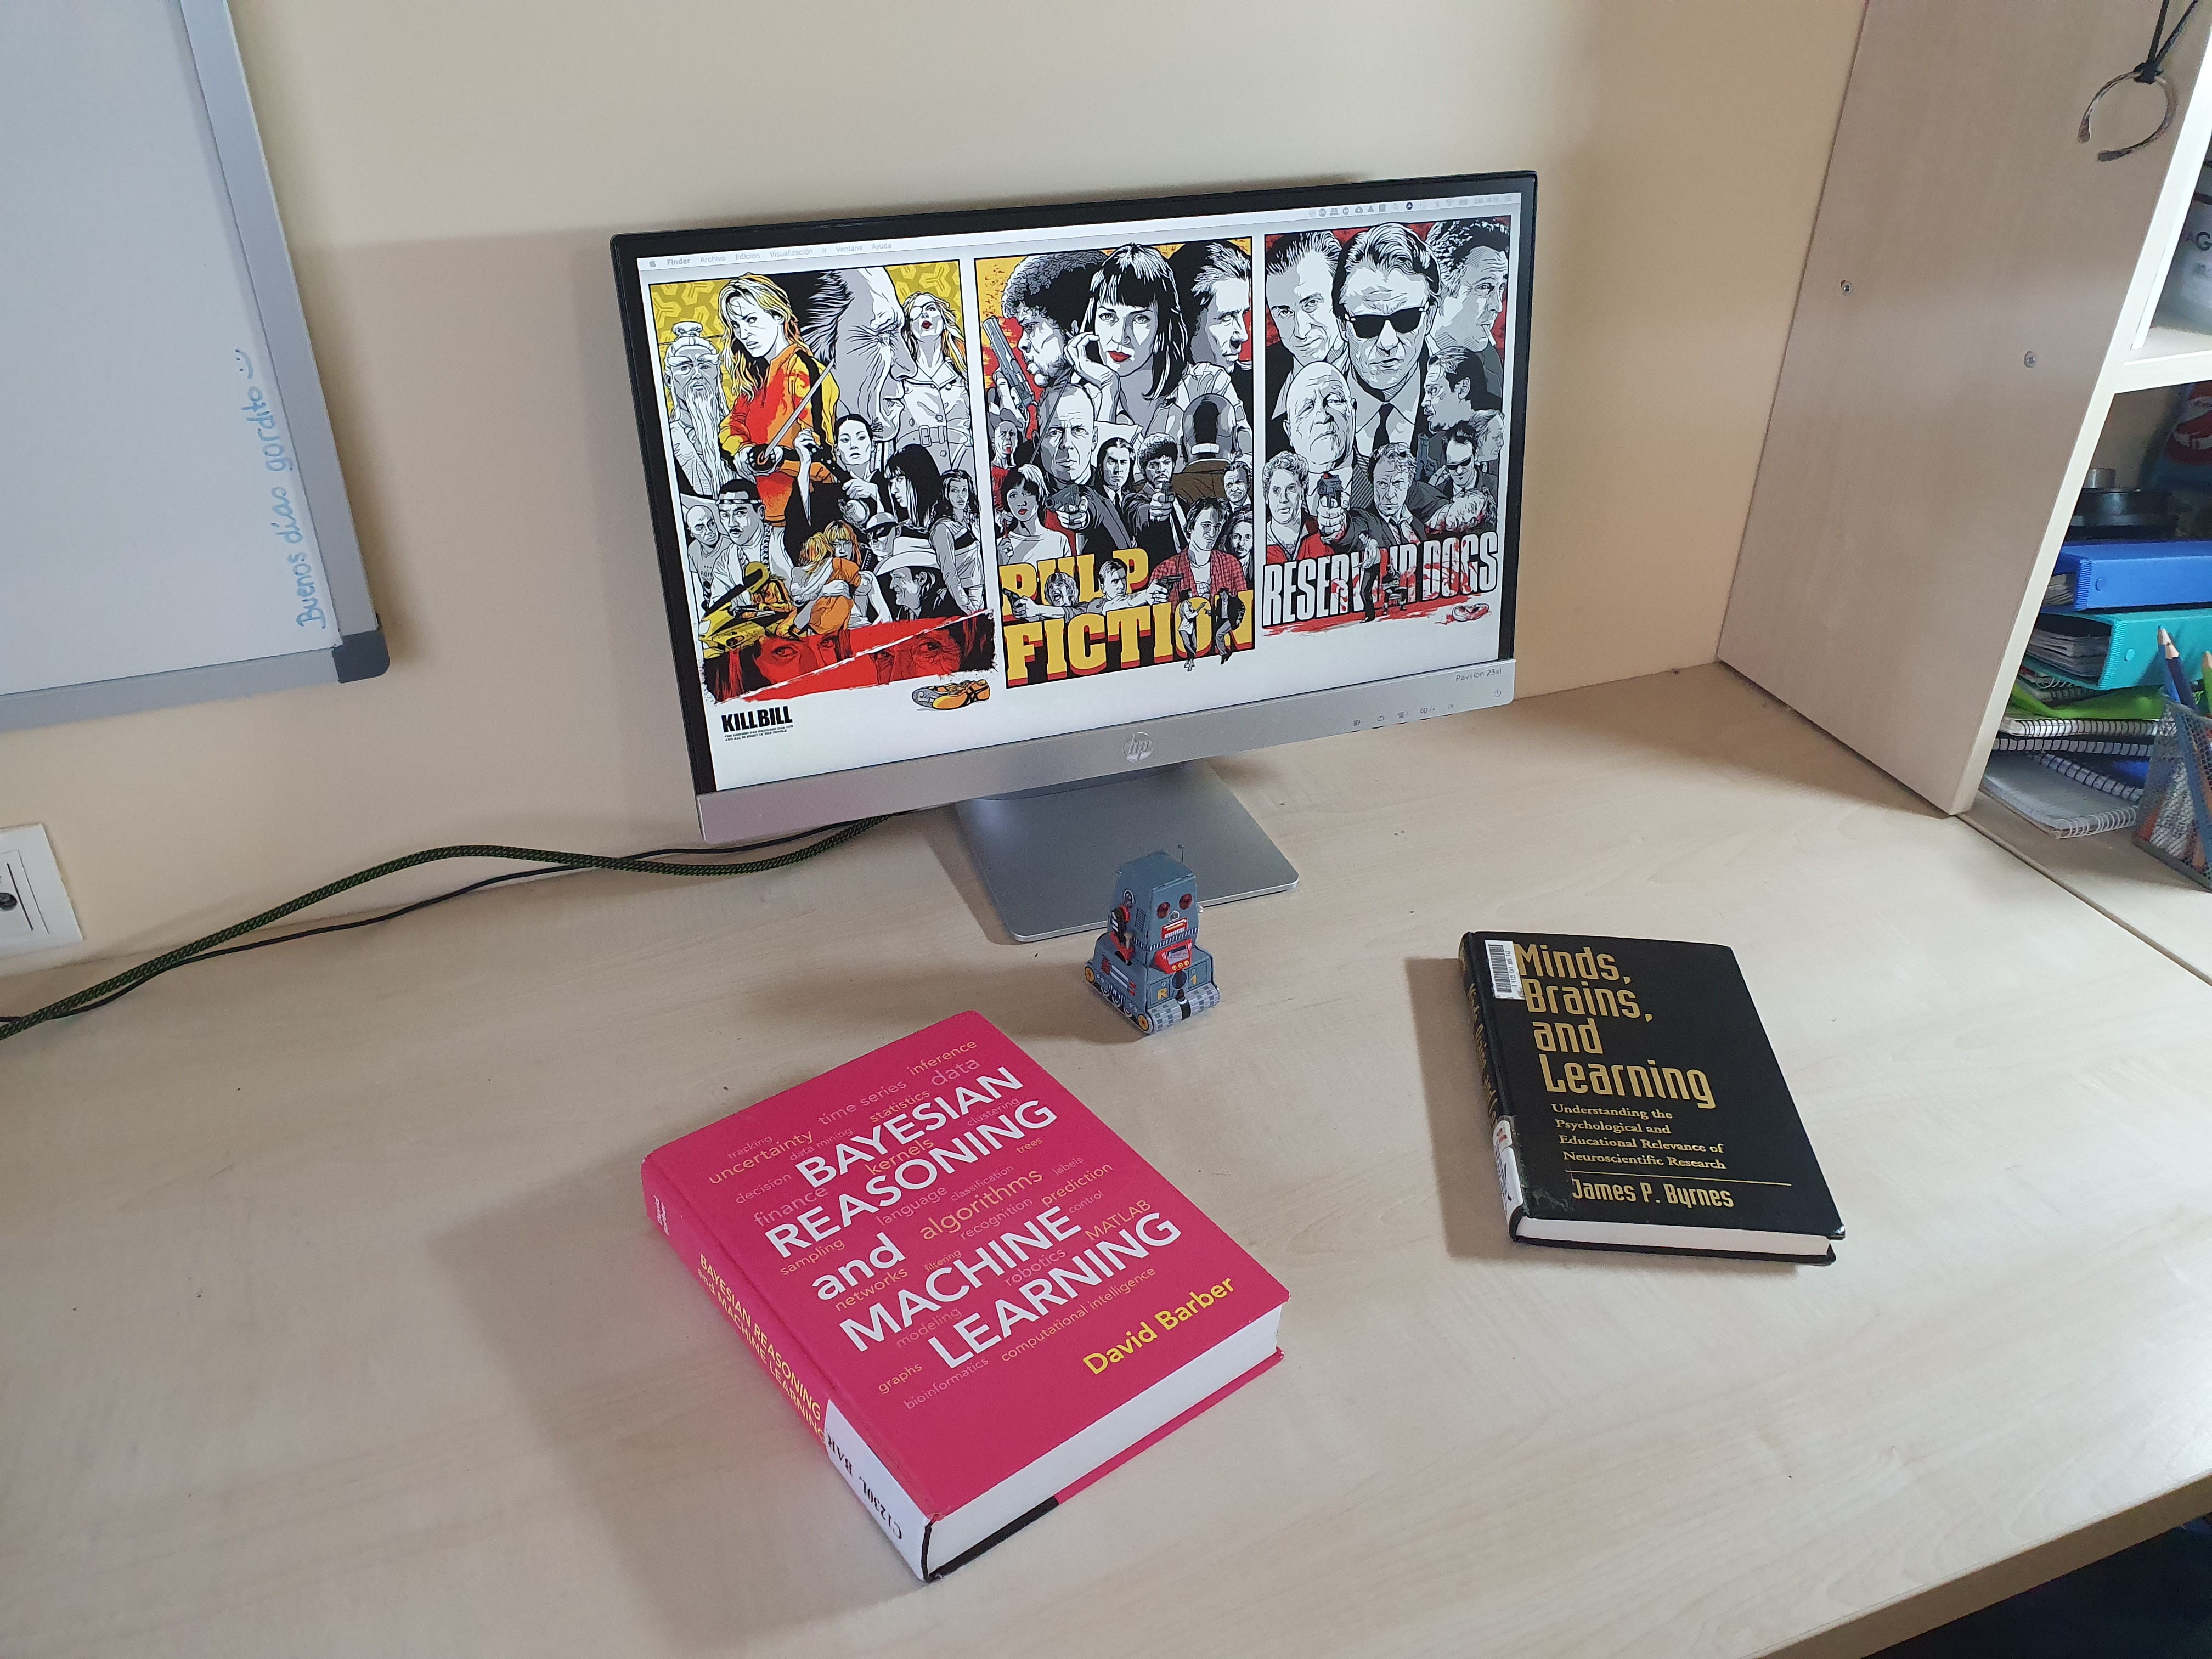 Buenos días gordito
Finder Archivo Edición Visualización Ir Ventana Ayuda
KILLBILL
PULP
FICTION
RESERVOIR DOGS
Pavilion 23xi
hp
R 1
tracking
uncertainty
time series
inference
data mining
statistics
data
decision
BAYESIAN
kernels
clustering
finance
REASONING
trees
language
classification
labels
sampling
and
algorithms
recognition
prediction
networks
filtering
MACHINE
control
modeling
robotics
MATLAB
LEARNING
graphs
computational intelligence
bioinformatics
David Barber
BAYESIAN REASONING
and MACHINE LEARNING
BAR
Minds,
Brains,
and
Learning
Understanding the
Psychological and
Educational Relevance of
Neuroscientific Research
James P. Byrnes